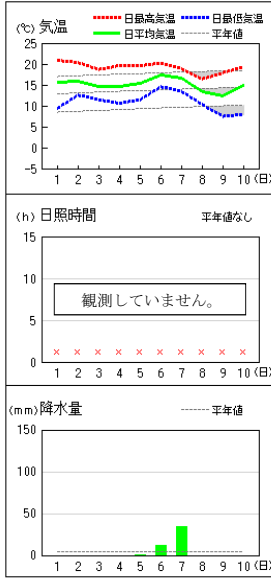 (℃) 気温 日最高気温 日最低気温
日平均気温 平年値
25
20
15
10
5
0
-5
1 2 3 4 5 6 7 8 9 10 (日)
(h) 日照時間 平年値なし
15
10
観測していません。
5
0
× × × × × × × × × ×
1 2 3 4 5 6 7 8 9 10 (日)
(mm) 降水量 平年値
150
100
50
0
1 2 3 4 5 6 7 8 9 10 (日)